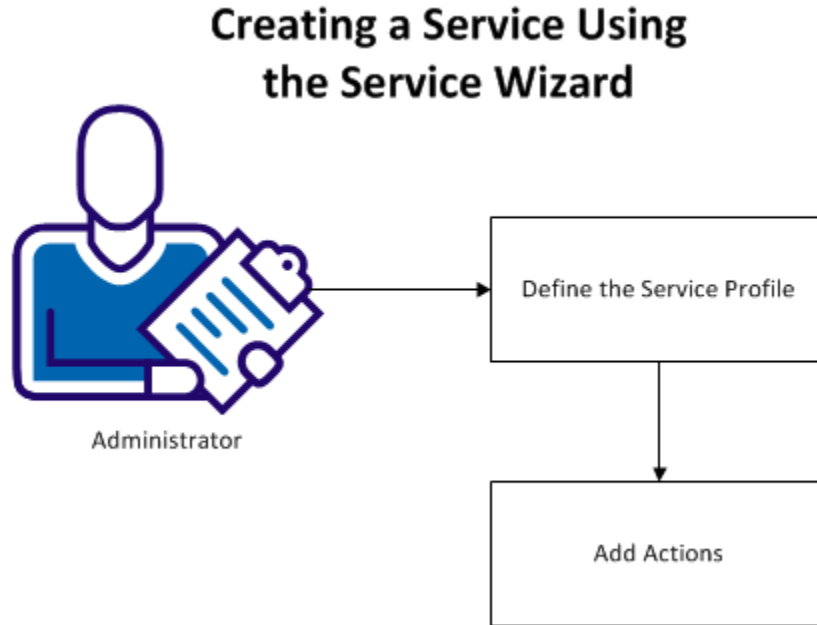 Creating a Service Using
the Service Wizard
Define the Service Profile
Administrator
Add Actions